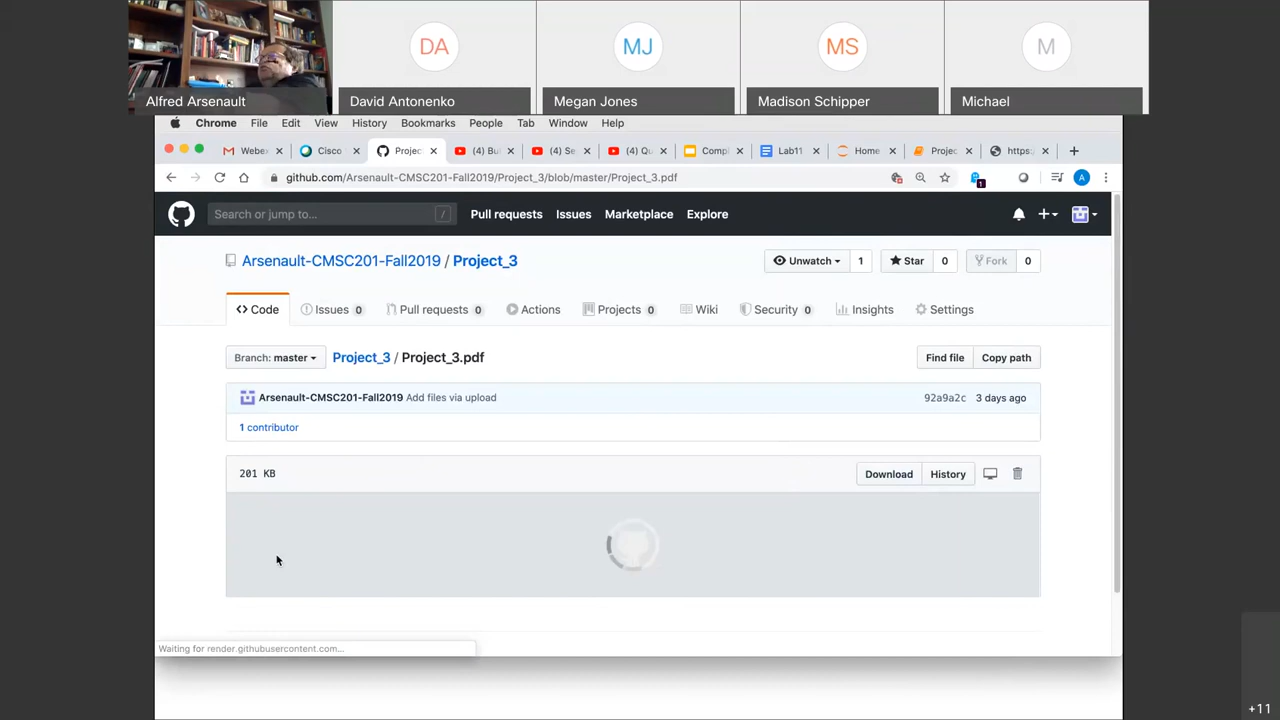 DA
MJ
MS
M
Alfred Arsenault
David Antonenko
Megan Jones
Madison Schipper
Michael
Chrome File Edit View History Bookmarks People Tab Window Help
Webex
Cisco
Projec
(4) Bu
(4) Se
(4) Qu
Compl
Lab11
Home
Projec
https:
github.com/Arsenault-CMSC201-Fall2019/Project_3/blob/master/Project_3.pdf
1
A
Search or jump to...
/
Pull requests Issues Marketplace Explore
Arsenault-CMSC201-Fall2019 / Project_3
Unwatch 1
Star 0
Fork 0
Code
Issues 0
Pull requests 0
Actions
Projects 0
Wiki
Security 0
Insights
Settings
Branch: master
Project_3 / Project_3.pdf
Find file
Copy path
Arsenault-CMSC201-Fall2019 Add files via upload
92a9a2c 3 days ago
1 contributor
201 KB
Download
History
Waiting for render.githubusercontent.com...
+11